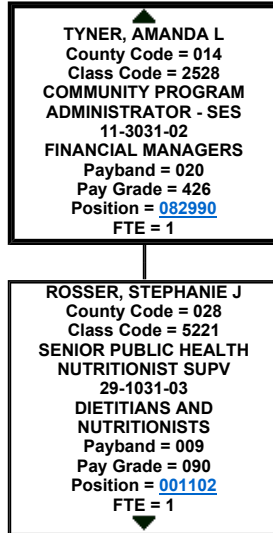 TYNER, AMANDA L
County Code = 014
Class Code = 2528
COMMUNITY PROGRAM
ADMINISTRATOR - SES
11-3031-02
FINANCIAL MANAGERS
Payband = 020
Pay Grade = 426
Position = 082990
FTE = 1
ROSSER, STEPHANIE J
County Code = 028
Class Code = 5221
SENIOR PUBLIC HEALTH
NUTRITIONIST SUPV
29-1031-03
DIETITIANS AND
NUTRITIONISTS
Payband = 009
Pay Grade = 090
Position = 001102
FTE = 1